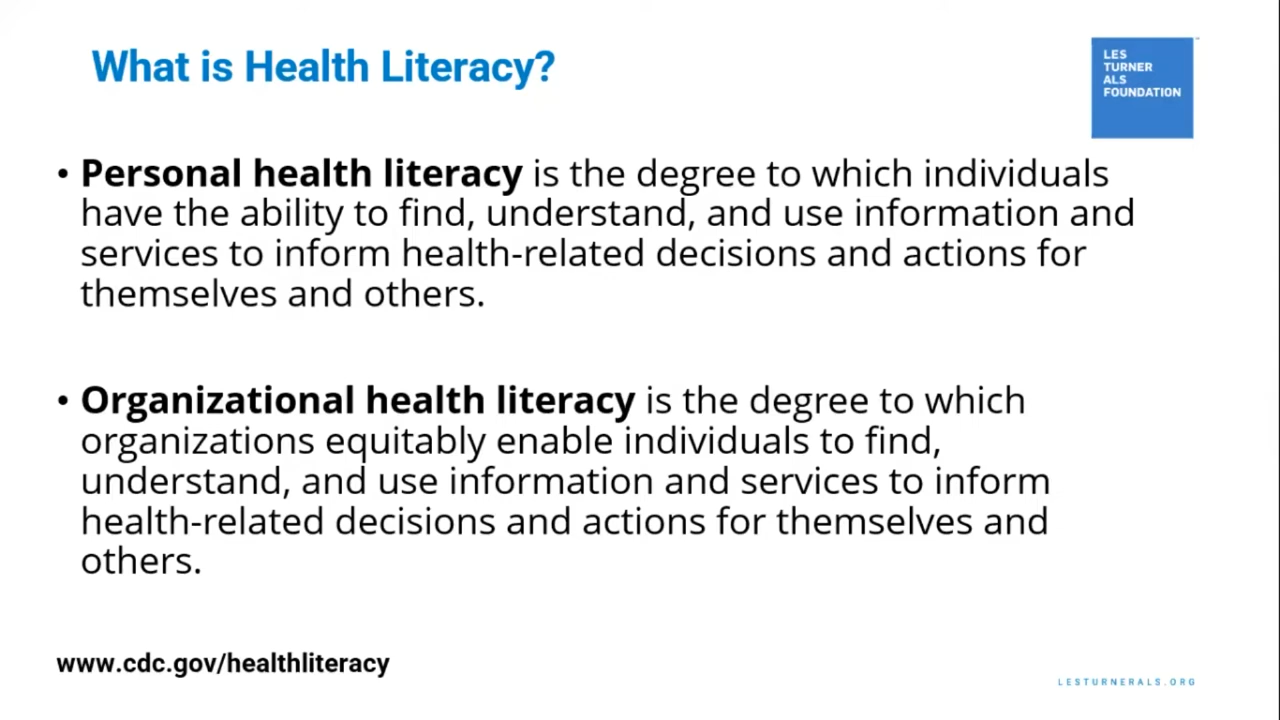 What is Health Literacy?
LES
TURNER
ALS
FOUNDATION
• Personal health literacy is the degree to which individuals
have the ability to find, understand, and use information and
services to inform health-related decisions and actions for
themselves and others.
• Organizational health literacy is the degree to which
organizations equitably enable individuals to find,
understand, and use information and services to inform
health-related decisions and actions for themselves and
others.
www.cdc.gov/healthliteracy
LESTURNERALS.ORG